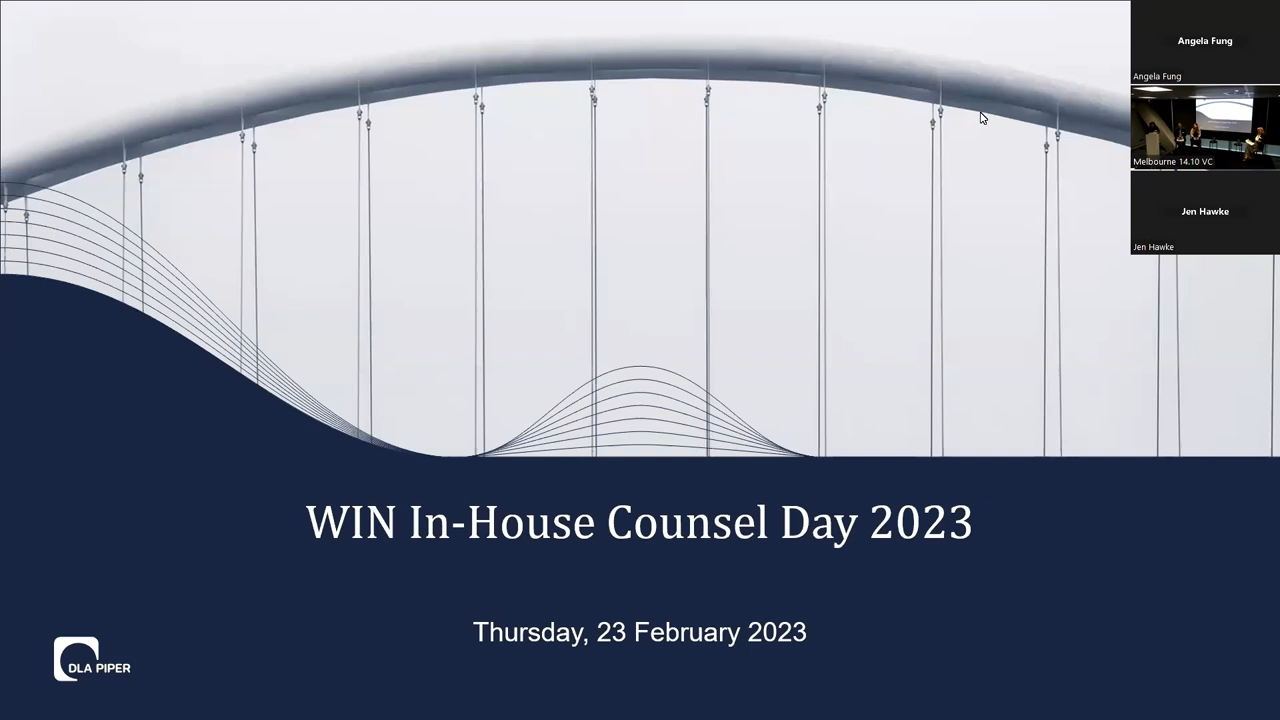 Angela Fung
Angela Fung
Melbourne 14.10 VC
Jen Hawke
Jen Hawke
WIN In-House Counsel Day 2023
Thursday, 23 February 2023
DLA PIPER